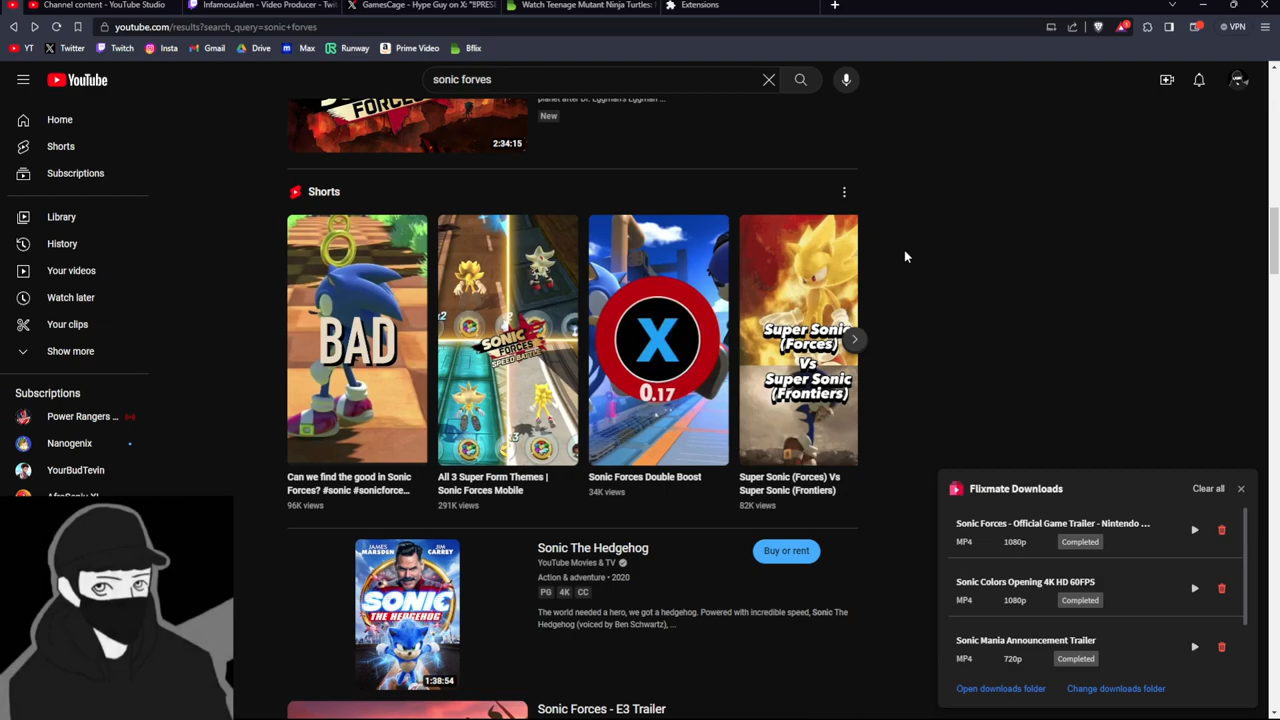 Channel content - YouTube Studio
InfamousJalen - Video Producer - Twit
GamesCage - Hype Guy on X: "#PRES
Watch Teenage Mutant Ninja Turtles:
Extensions
youtube.com/results?search_query=sonic+forves
VPN
YT
Twitter
Twitch
Insta
Gmail
Drive
Max
Runway
Prime Video
Bflix
YouTube
sonic forves
Home
Shorts
Subscriptions
Library
History
Your videos
Watch later
Your clips
Show more
Subscriptions
Power Rangers ...
Nanogenix
YourBudTevin
FORCES
2:34:15
planet after Dr. Eggman's Eggman ...
New
Shorts
BAD
x2
SONIC
FORCES
SPEED BATTLE
x3
X
0.17
Super Sonic
(Forces)
Vs
Super Sonic
(Frontiers)
Can we find the good in Sonic
Forces? #sonic #sonicforce...
96K views
All 3 Super Form Themes |
Sonic Forces Mobile
291K views
Sonic Forces Double Boost
34K views
Super Sonic (Forces) Vs
Super Sonic (Frontiers)
82K views
JAMES
MARSDEN
JIM
CARREY
SONIC
THE HEDGEHOG
1:38:54
Sonic The Hedgehog
YouTube Movies & TV
Action & adventure • 2020
PG
4K
CC
The world needed a hero, we got a hedgehog. Powered with incredible speed, Sonic The
Hedgehog (voiced by Ben Schwartz), ...
Buy or rent
Sonic Forces - E3 Trailer
Flixmate Downloads
Clear all
Sonic Forces - Official Game Trailer - Nintendo ...
MP4
1080p
Completed
Sonic Colors Opening 4K HD 60FPS
MP4
1080p
Completed
Sonic Mania Announcement Trailer
MP4
720p
Completed
Open downloads folder
Change downloads folder